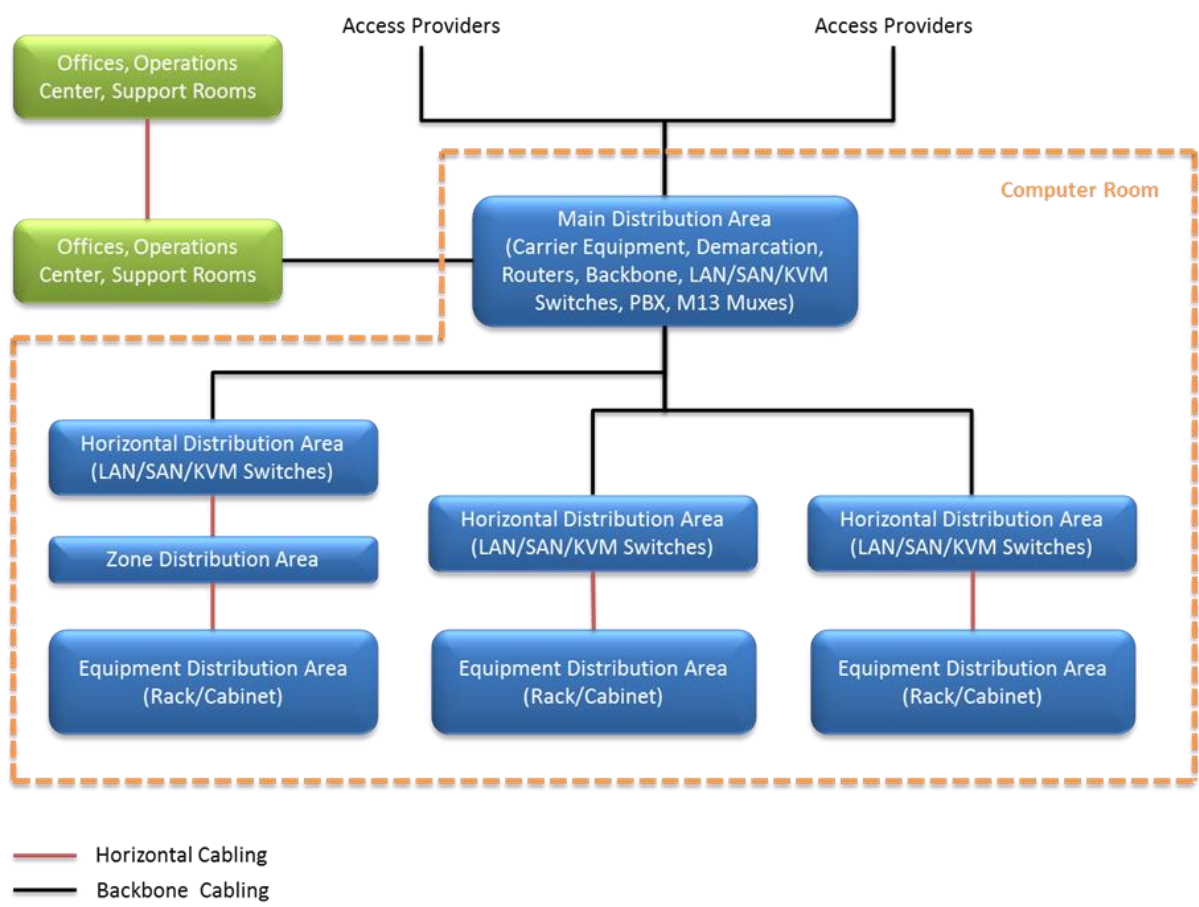 Access Providers
Access Providers
Offices, Operations
Center, Support Rooms
Computer Room
Offices, Operations
Center, Support Rooms
Main Distribution Area
(Carrier Equipment, Demarcation,
Routers, Backbone, LAN/SAN/KVM
Switches, PBX, M13 Muxes)
Horizontal Distribution Area
(LAN/SAN/KVM Switches)
Zone Distribution Area
Equipment Distribution Area
(Rack/Cabinet)
Horizontal Distribution Area
(LAN/SAN/KVM Switches)
Equipment Distribution Area
(Rack/Cabinet)
Horizontal Distribution Area
(LAN/SAN/KVM Switches)
Equipment Distribution Area
(Rack/Cabinet)
Horizontal Cabling
Backbone Cabling